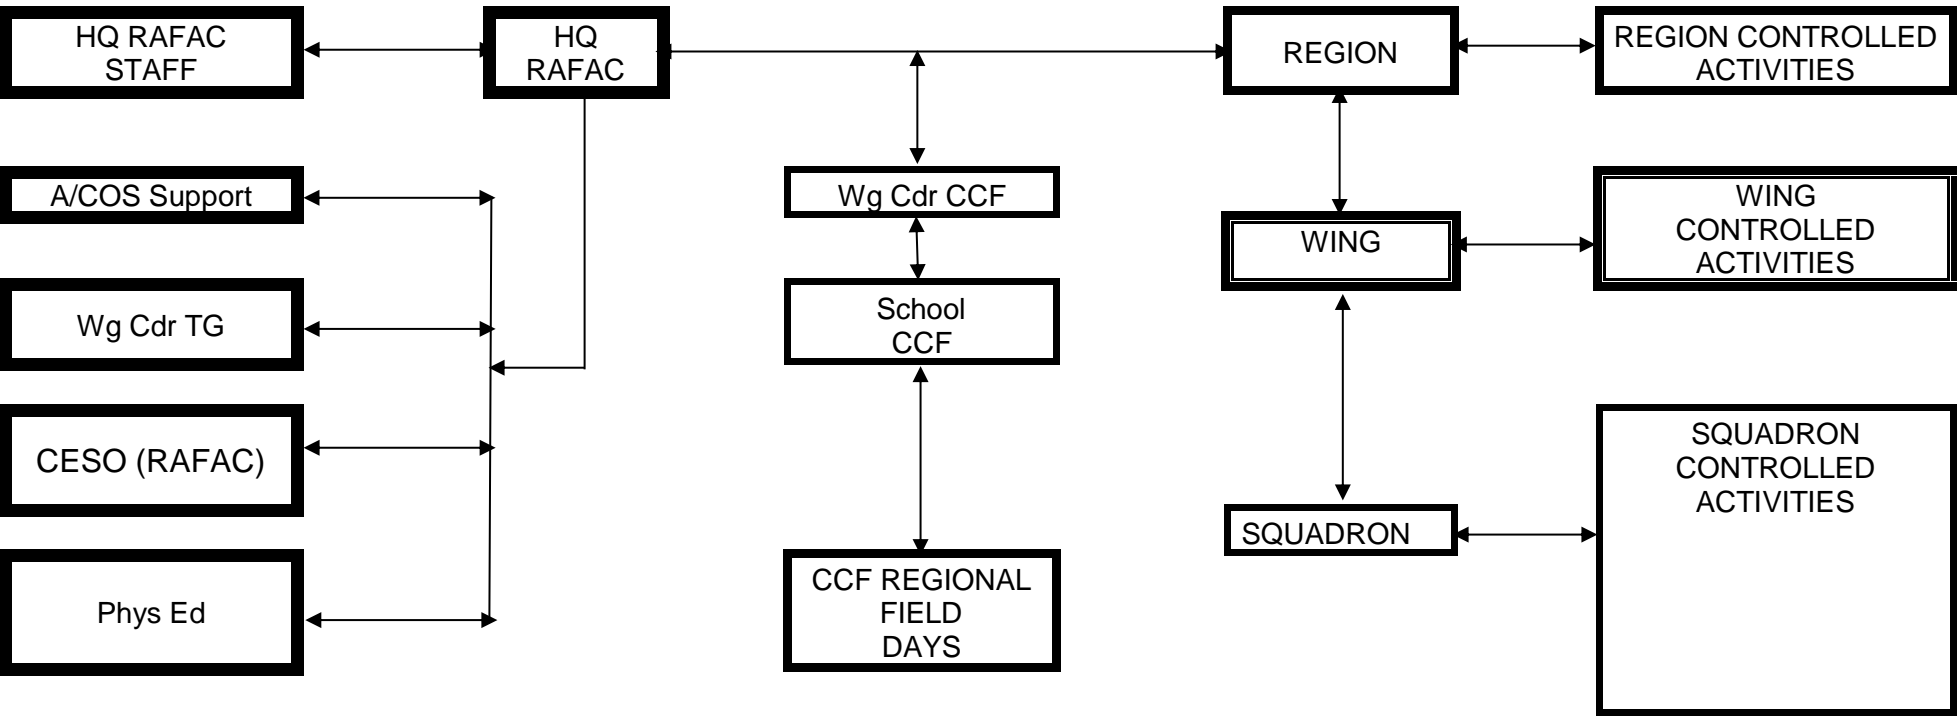 HQ RAFAC
STAFF
HQ
RAFAC
REGION
REGION CONTROLLED
ACTIVITIES
A/COS Support
Wg Cdr CCF
WING
WING
CONTROLLED
ACTIVITIES
Wg Cdr TG
School
CCF
CESO (RAFAC)
SQUADRON
SQUADRON
CONTROLLED
ACTIVITIES
Phys Ed
CCF REGIONAL
FIELD
DAYS